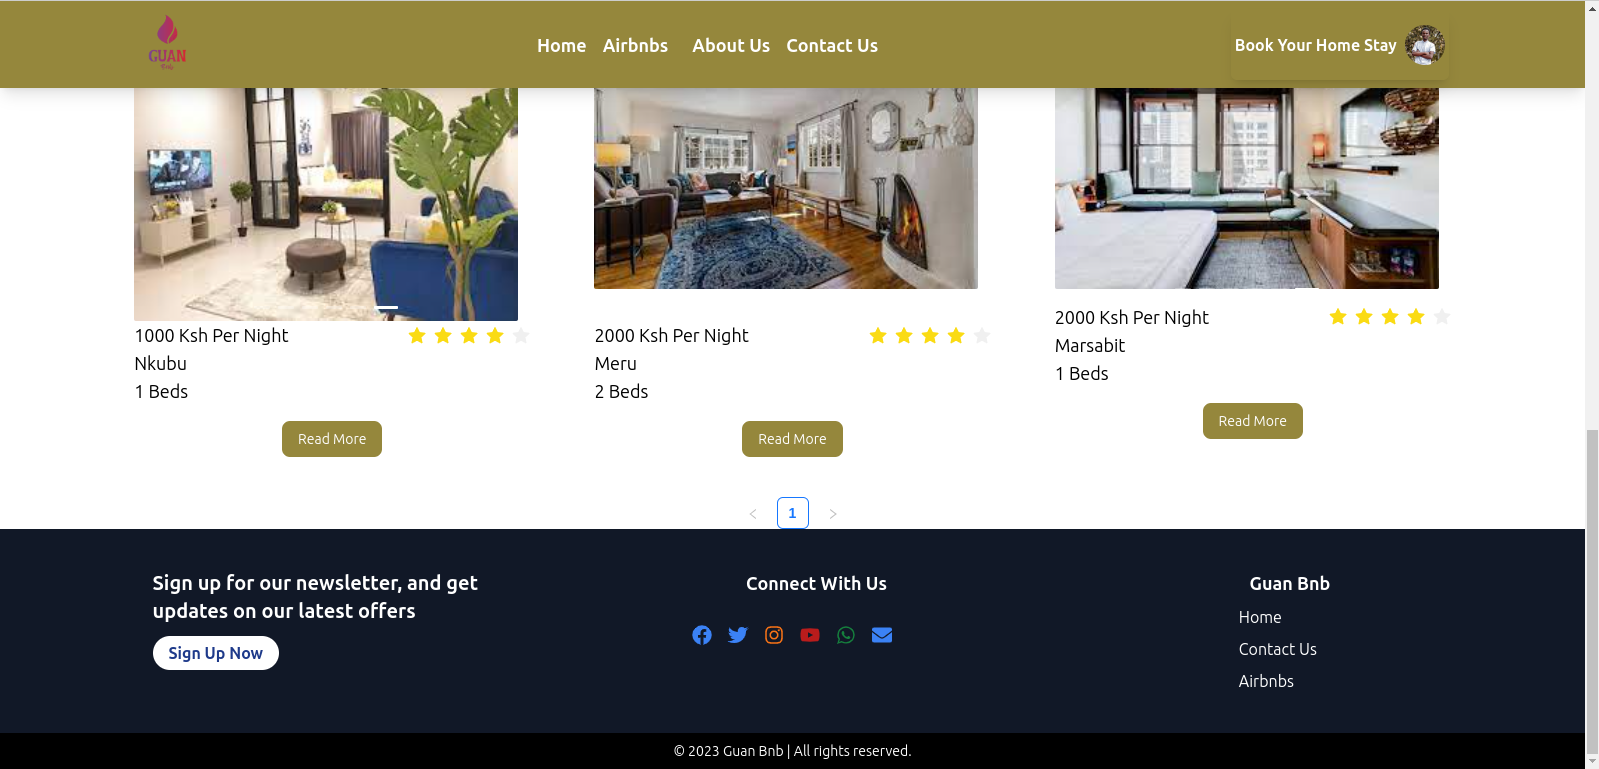 GUAN
Home Airbnbs About Us Contact Us
Book Your Home Stay
1000 Ksh Per Night
Nkubu
1 Beds
Read More
2000 Ksh Per Night
Meru
2 Beds
Read More
2000 Ksh Per Night
Marsabit
1 Beds
Read More
1
Sign up for our newsletter, and get
updates on our latest offers
Sign Up Now
Connect With Us
Guan Bnb
Home
Contact Us
Airbnbs
© 2023 Guan Bnb | All rights reserved.